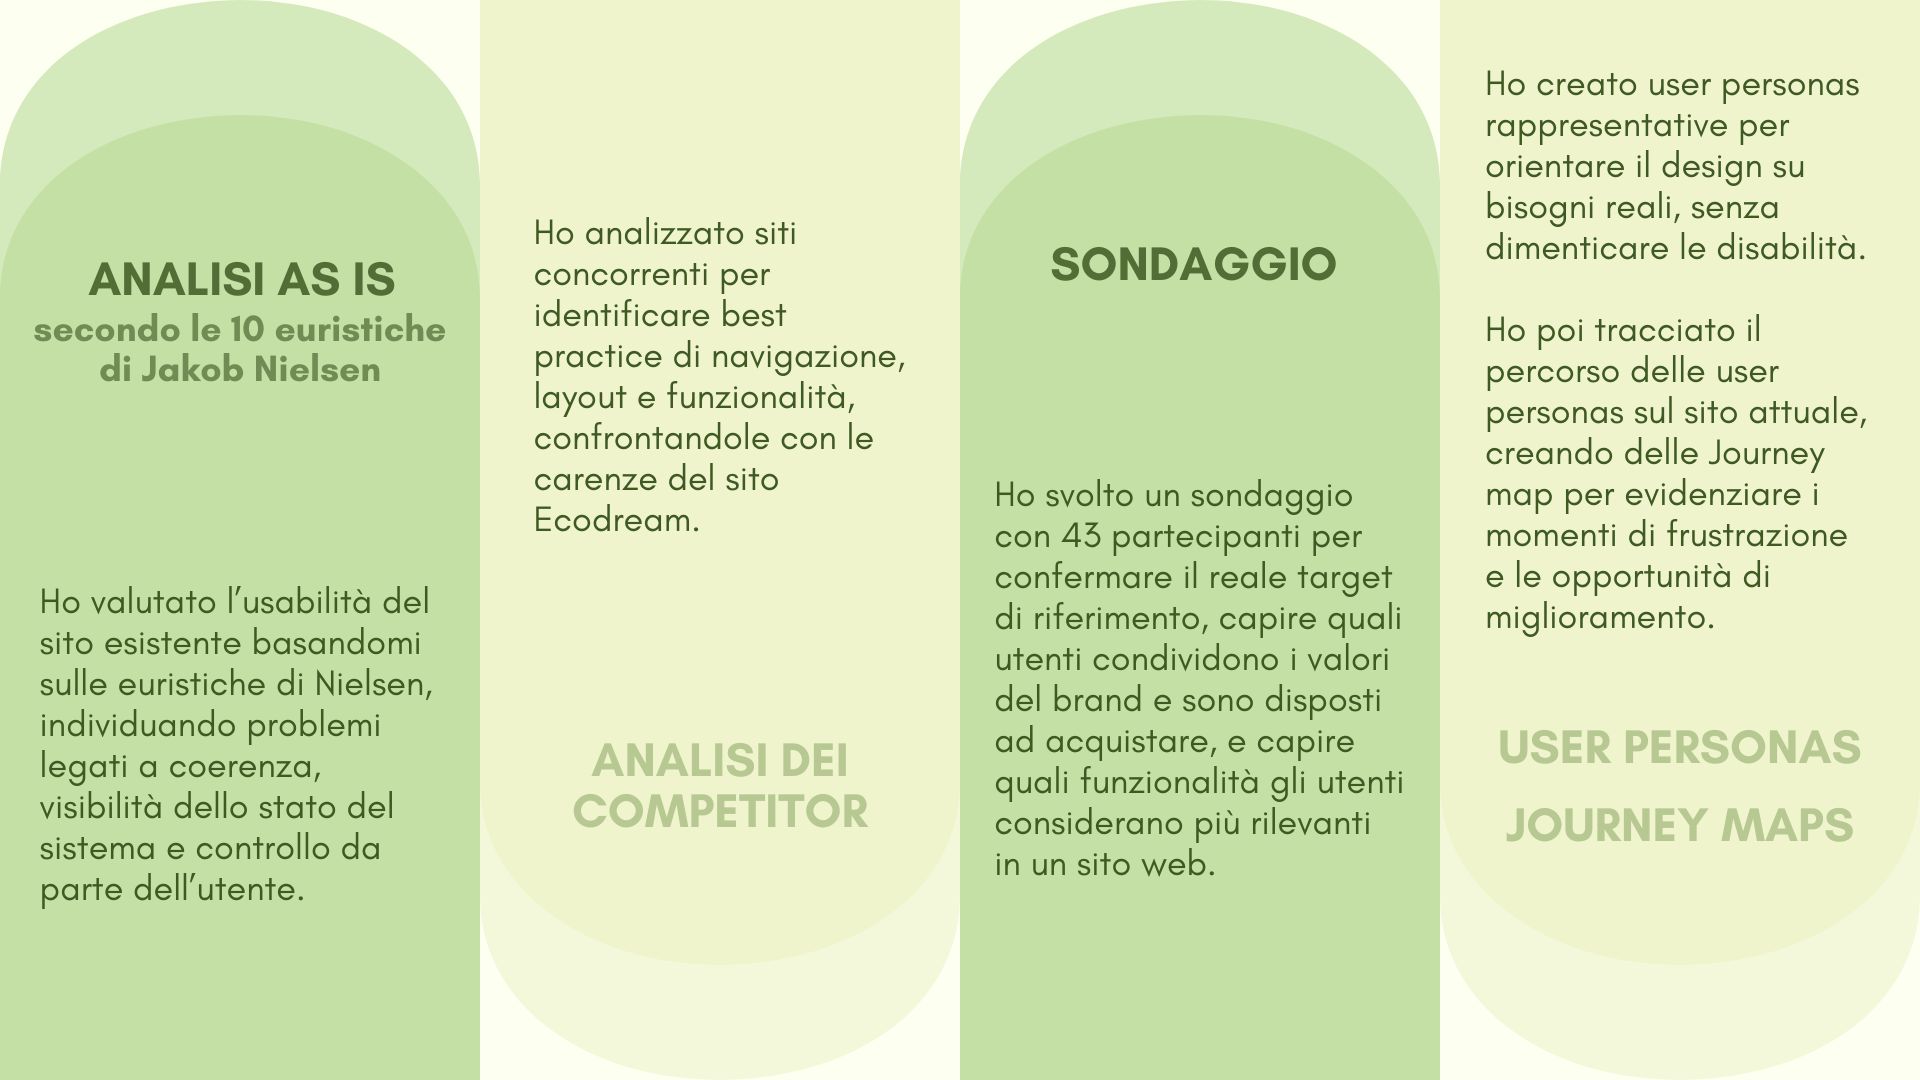 ANALISI AS IS
secondo le 10 euristiche
di Jakob Nielsen
Ho valutato l’usabilità del
sito esistente basandomi
sulle euristiche di Nielsen,
individuando problemi
legati a coerenza,
visibilità dello stato del
sistema e controllo da
parte dell’utente.
Ho analizzato siti
concorrenti per
identificare best
practice di navigazione,
layout e funzionalità,
confrontandole con le
carenze del sito
Ecodream.
ANALISI DEI
COMPETITOR
SONDAGGIO
Ho svolto un sondaggio
con 43 partecipanti per
confermare il reale target
di riferimento, capire quali
utenti condividono i valori
del brand e sono disposti
ad acquistare, e capire
quali funzionalità gli utenti
considerano più rilevanti
in un sito web.
Ho creato user personas
rappresentative per
orientare il design su
bisogni reali, senza
dimenticare le disabilità.
Ho poi tracciato il
percorso delle user
personas sul sito attuale,
creando delle Journey
map per evidenziare i
momenti di frustrazione
e le opportunità di
miglioramento.
USER PERSONAS
JOURNEY MAPS